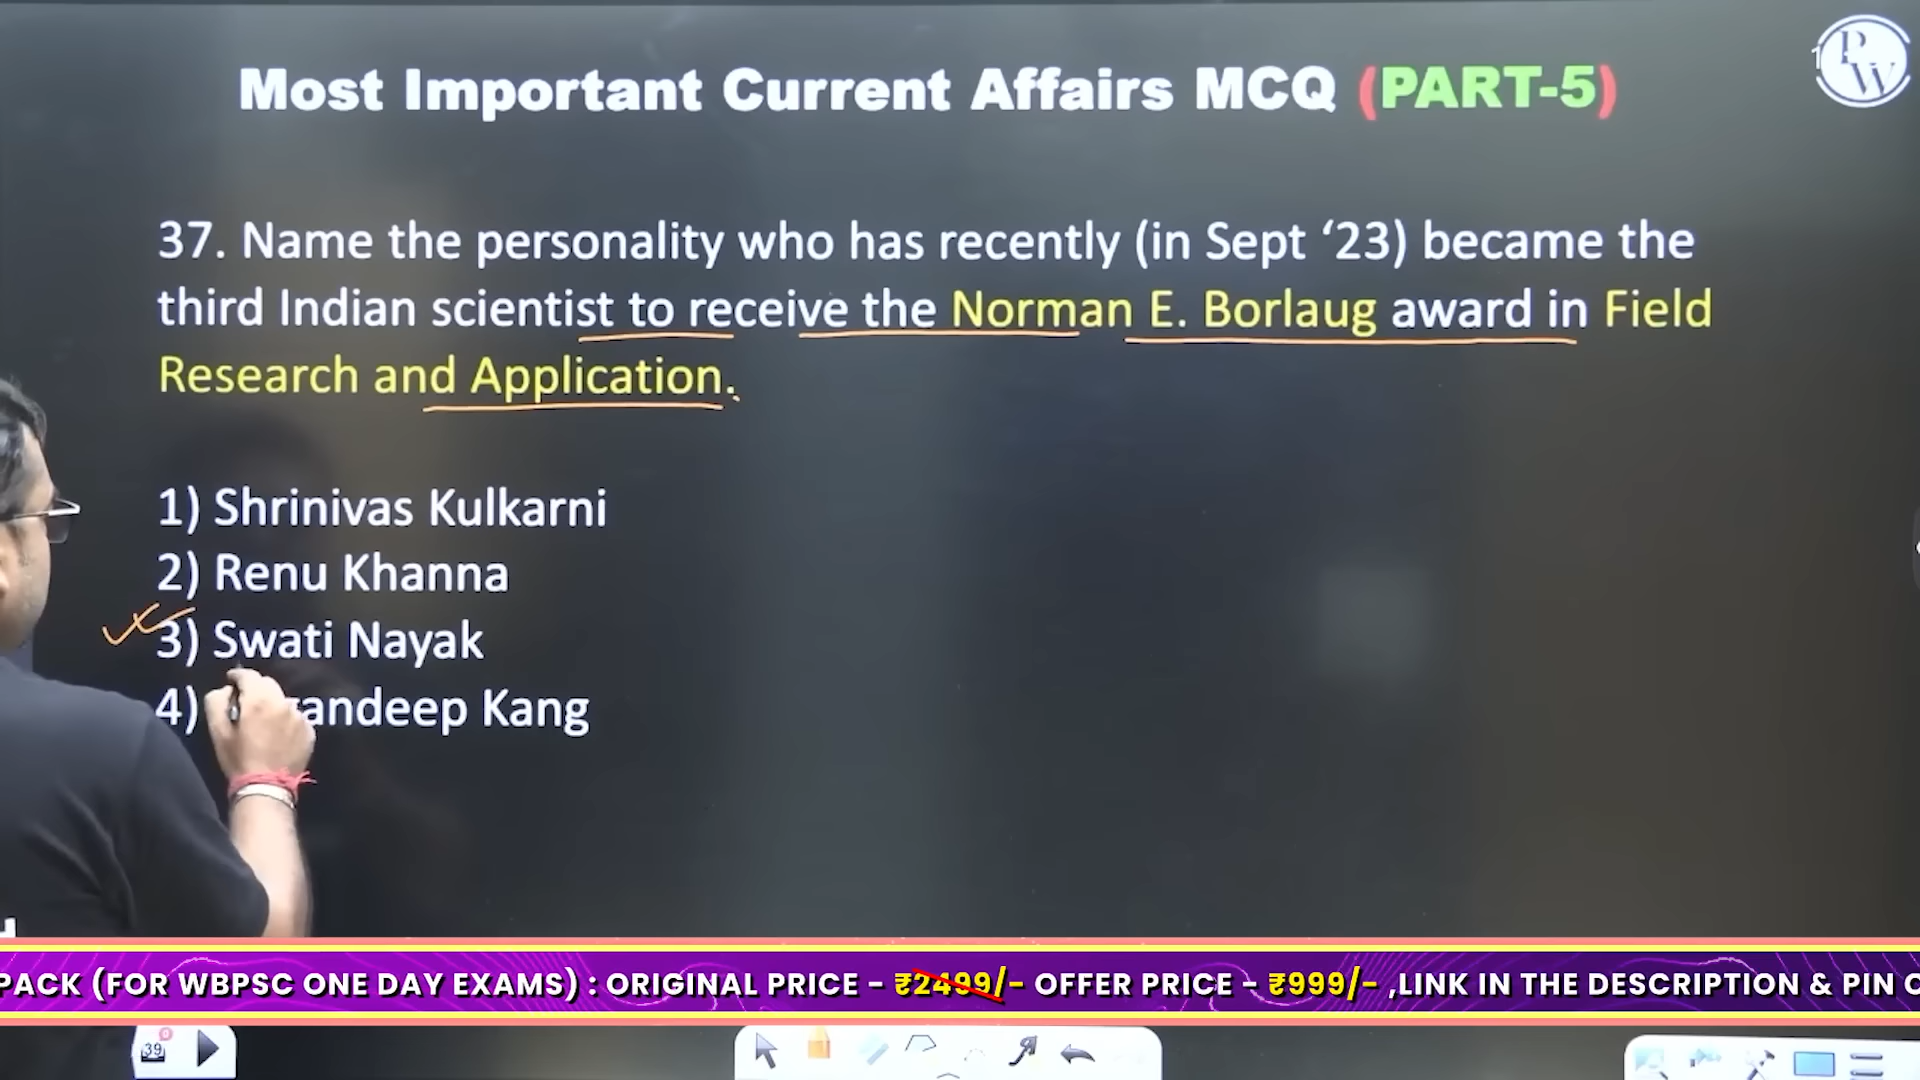 Most Important Current Affairs MCQ (PART-5)
PW
37. Name the personality who has recently (in Sept ‘23) became the
third Indian scientist to receive the Norman E. Borlaug award in Field
Research and Application.
1) Shrinivas Kulkarni
2) Renu Khanna
3) Swati Nayak
4) Kang
PACK (FOR WBPSC ONE DAY EXAMS) : ORIGINAL PRICE - ₹2499/- OFFER PRICE - ₹999/- ,LINK IN THE DESCRIPTION & PIN
39